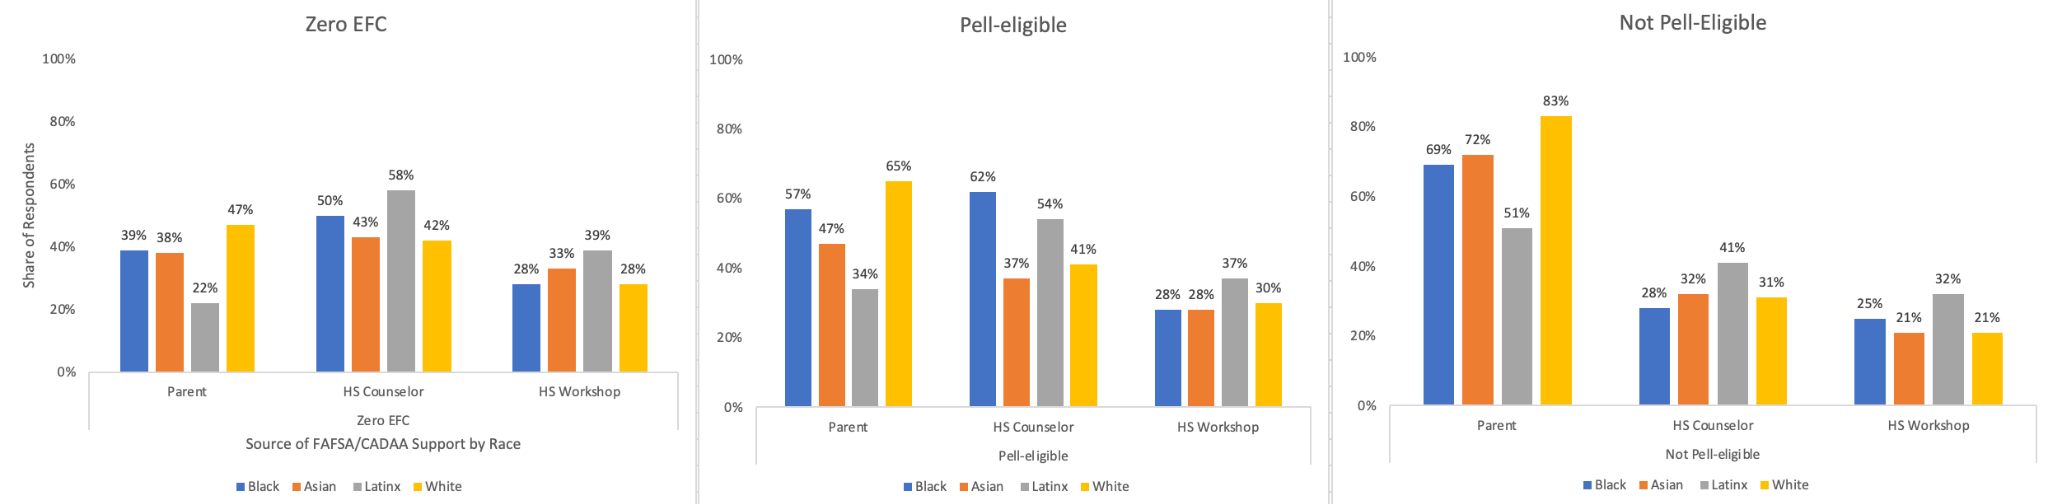 Zero EFC
100%
80%
60%
40%
20%
0%
Share of Respondents
39% 38% 22% 47%
50% 43% 58% 42%
28% 33% 39% 28%
Parent HS Counselor HS Workshop
Zero EFC
Source of FAFSA/CADAA Support by Race
Black Asian Latinx White
Pell-eligible
100%
80%
60%
40%
20%
0%
57% 47% 34% 65%
62% 37% 54% 41%
28% 28% 37% 30%
Parent HS Counselor HS Workshop
Pell-eligible
Black Asian Latinx White
Not Pell-Eligible
100%
80%
60%
40%
20%
0%
69% 72% 51% 83%
28% 32% 41% 31%
25% 21% 32% 21%
Parent HS Counselor HS Workshop
Not Pell-eligible
Black Asian Latinx White